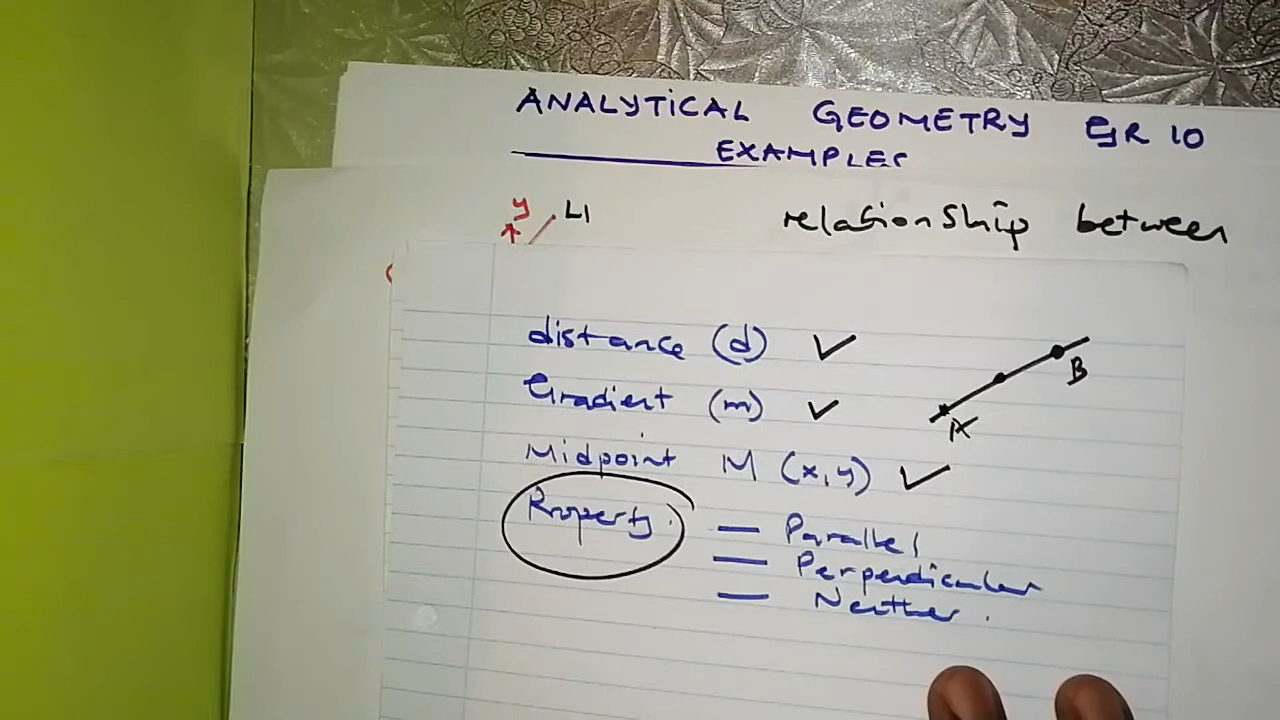 ANALYTICAL GEOMETRY GR 10
EXAMPLES
y L1
relationship between
distance (d) ✓
Gradient (m) ✓
Midpoint M (x,y) ✓
A B
Property. — Parallel
— Perpendicular
— Neither.